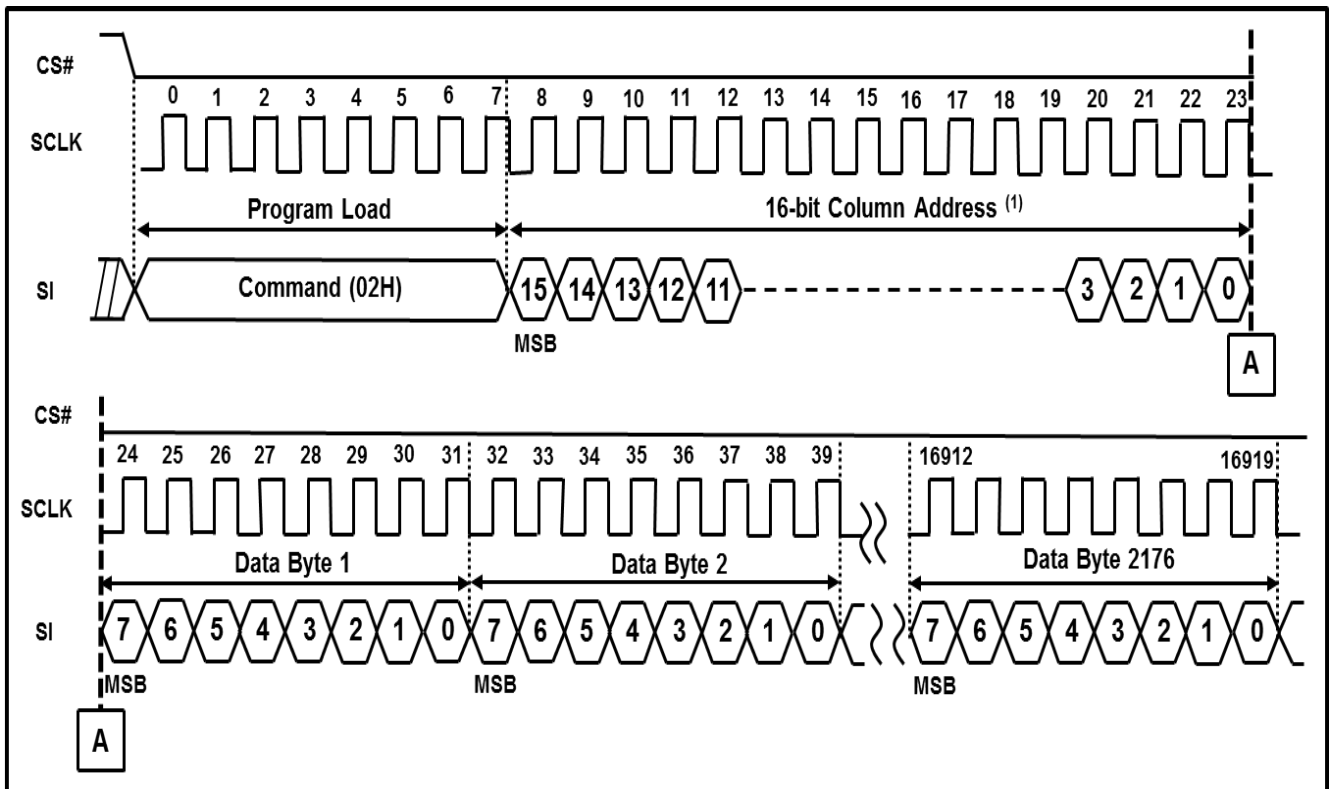 CS#
0 1 2 3 4 5 6 7 8 9 10 11 12 13 14 15 16 17 18 19 20 21 22 23
SCLK
Program Load 16-bit Column Address (1)
SI Command (02H) 15 14 13 12 11 3 2 1 0
MSB
A
CS#
24 25 26 27 28 29 30 31 32 33 34 35 36 37 38 39 16912 16919
SCLK
Data Byte 1 Data Byte 2 Data Byte 2176
SI 7 6 5 4 3 2 1 0 7 6 5 4 3 2 1 0 7 6 5 4 3 2 1 0
MSB MSB MSB
A